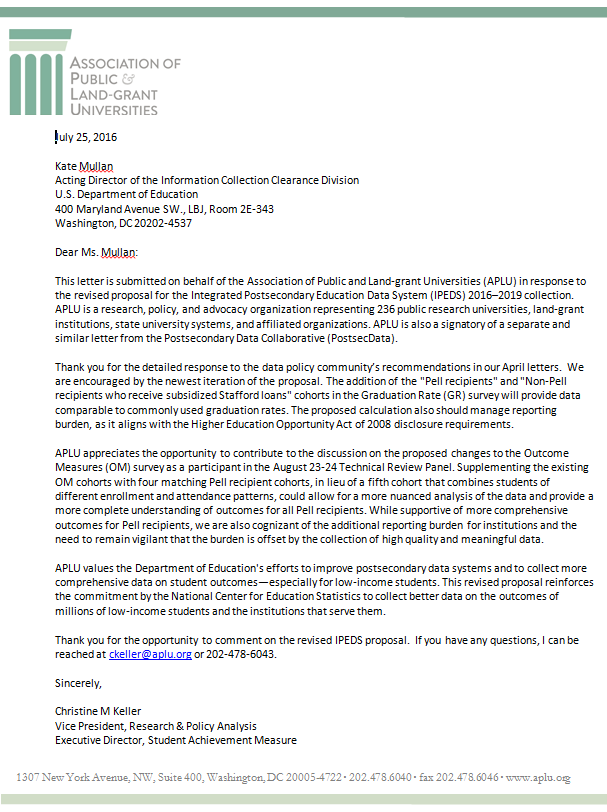 ASSOCIATION OF
PUBLIC &
LAND-GRANT
UNIVERSITIES
July 25, 2016
Kate Mullan
Acting Director of the Information Collection Clearance Division
U.S. Department of Education
400 Maryland Avenue SW., LBJ, Room 2E-343
Washington, DC 20202-4537
Dear Ms. Mullan:
This letter is submitted on behalf of the Association of Public and Land-grant Universities (APLU) in response to
the revised proposal for the Integrated Postsecondary Education Data System (IPEDS) 2016–2019 collection.
APLU is a research, policy, and advocacy organization representing 236 public research universities, land-grant
institutions, state university systems, and affiliated organizations. APLU is also a signatory of a separate and
similar letter from the Postsecondary Data Collaborative (PostsecData).
Thank you for the detailed response to the data policy community's recommendations in our April letters. We
are encouraged by the newest iteration of the proposal. The addition of the "Pell recipients" and "Non-Pell
recipients who receive subsidized Stafford loans" cohorts in the Graduation Rate (GR) survey will provide data
comparable to commonly used graduation rates. The proposed calculation also should manage reporting
burden, as it aligns with the Higher Education Opportunity Act of 2008 disclosure requirements.
APLU appreciates the opportunity to contribute to the discussion on the proposed changes to the Outcome
Measures (OM) survey as a participant in the August 23-24 Technical Review Panel. Supplementing the existing
OM cohorts with four matching Pell recipient cohorts, in lieu of a fifth cohort that combines students of
different enrollment and attendance patterns, could allow for a more nuanced analysis of the data and provide a
more complete understanding of outcomes for all Pell recipients. While supportive of more comprehensive
outcomes for Pell recipients, we are also cognizant of the additional reporting burden for institutions and the
need to remain vigilant that the burden is offset by the collection of high quality and meaningful data.
APLU values the Department of Education's efforts to improve postsecondary data systems and to collect more
comprehensive data on student outcomes—especially for low-income students. This revised proposal reinforces
the commitment by the National Center for Education Statistics to collect better data on the outcomes of
millions of low-income students and the institutions that serve them.
Thank you for the opportunity to comment on the revised IPEDS proposal. If you have any questions, I can be
reached at ckeller@aplu.org or 202-478-6043.
Sincerely,
Christine M Keller
Vice President, Research & Policy Analysis
Executive Director, Student Achievement Measure
1307 New York Avenue, NW, Suite 400, Washington, DC 20005-4722 • 202.478.6040 • fax 202.478.6046 • www.aplu.org